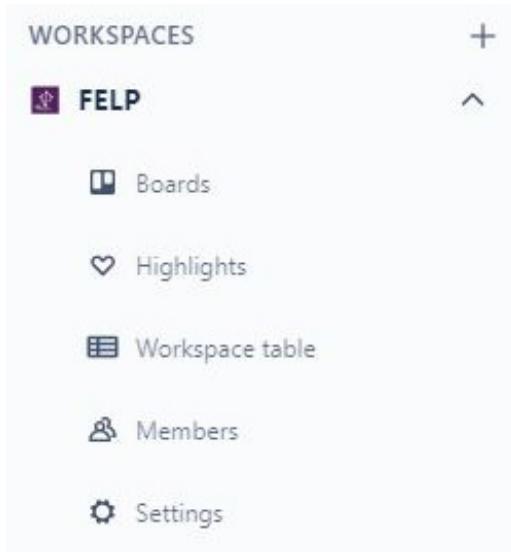 WORKSPACES
FELP
Boards
Highlights
Workspace table
Members
Settings